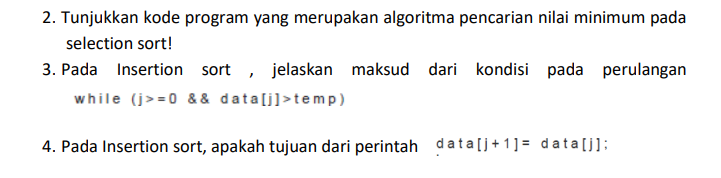 2. Tunjukkan kode program yang merupakan algoritma pencarian nilai minimum pada
selection sort!
3. Pada Insertion sort , jelaskan maksud dari kondisi pada perulangan
while (j>=0 && data[j]>temp)
4. Pada Insertion sort, apakah tujuan dari perintah data[j+1]= data[j];